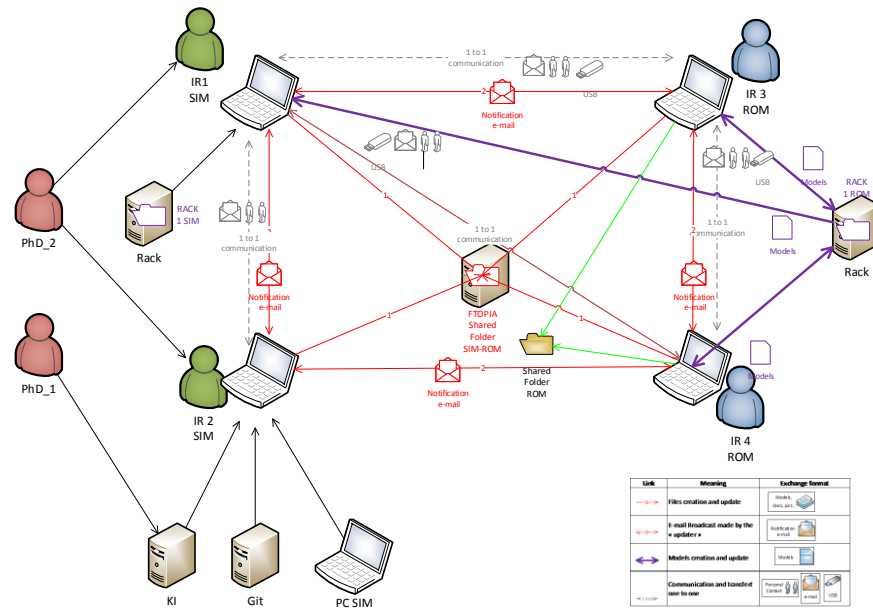 1 to 1
communication
USB
IR1
SIM
IR 3
ROM
2
Notification
e-mail
USB
USB
Models
RACK
1 ROM
PhD_2
RACK
1 SIM
Rack
1
1
1 to 1
communication
1 to 1
communication
1 to 1
communication
2
Models
Rack
Notification
e-mail
Notification
e-mail
FTOPIA
Shared
Folder
SIM-ROM
1
1
PhD_1
Shared
Folder
ROM
2
Notification
e-mail
Models
IR 2
SIM
IR 4
ROM
KI
Git
PC SIM
Link
Meaning
Exchange format
Files creation and update
Models,
docs, pics..
E-mail Broadcast made by the
« updater »
Notification
e-mail
Models creation and update
Models
Communication and transfert
one to one
Personal
Contact
e-mail
USB